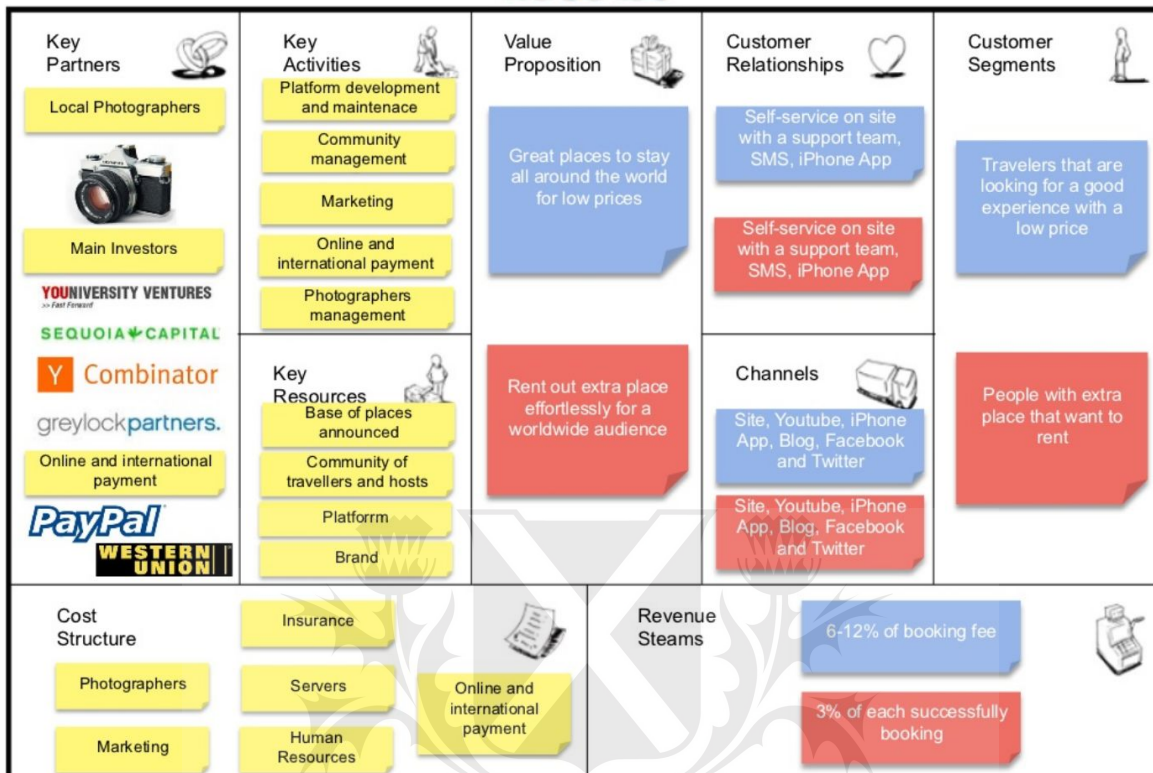 Key
Partners
Local Photographers
OLYMPUS
Main Investors
YOUNIVERSITY VENTURES
>> Fast Forward
SEQUOIA CAPITAL
Y Combinator
greylockpartners.
Online and international
payment
PayPal
WESTERN
UNION
Key
Activities
Platform development
and maintenace
Community
management
Marketing
Online and
international payment
Photographers
management
Key
Resources
Base of places
announced
Community of
travellers and hosts
Platforrm
Brand
Value
Proposition
Great places to stay
all around the world
for low prices
Rent out extra place
effortlessly for a
worldwide audience
Customer
Relationships
Self-service on site
with a support team,
SMS, iPhone App
Self-service on site
with a support team,
SMS, iPhone App
Channels
Site, Youtube, iPhone
App, Blog, Facebook
and Twitter
Site, Youtube, iPhone
App, Blog, Facebook
and Twitter
Customer
Segments
Travelers that are
looking for a good
experience with a
low price
People with extra
place that want to
rent
Cost
Structure
Photographers
Marketing
Insurance
Servers
Human
Resources
Online and
international
payment
Revenue
Steams
6-12% of booking fee
3% of each successfully
booking